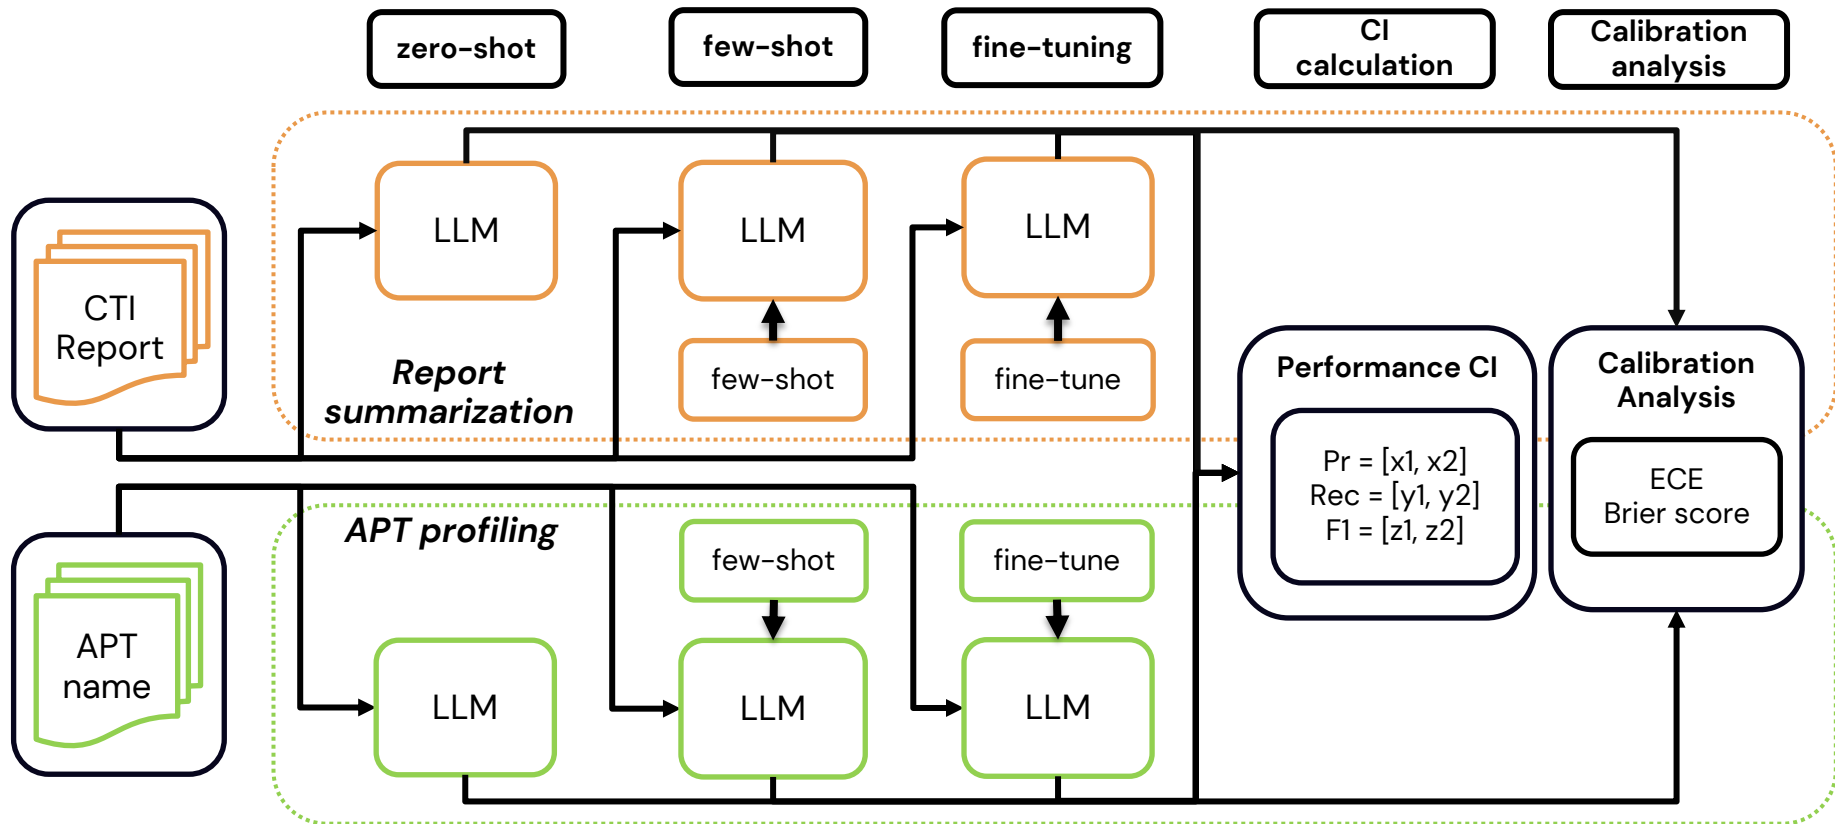 zero-shot
few-shot
fine-tuning
CI
calculation
Calibration
analysis
LLM
LLM
LLM
CTI
Report
Report
summarization
few-shot
fine-tune
Performance CI
Pr = [x1, x2]
Rec = [y1, y2]
F1 = [z1, z2]
Calibration
Analysis
ECE
Brier score
APT profiling
few-shot
fine-tune
APT
name
LLM
LLM
LLM